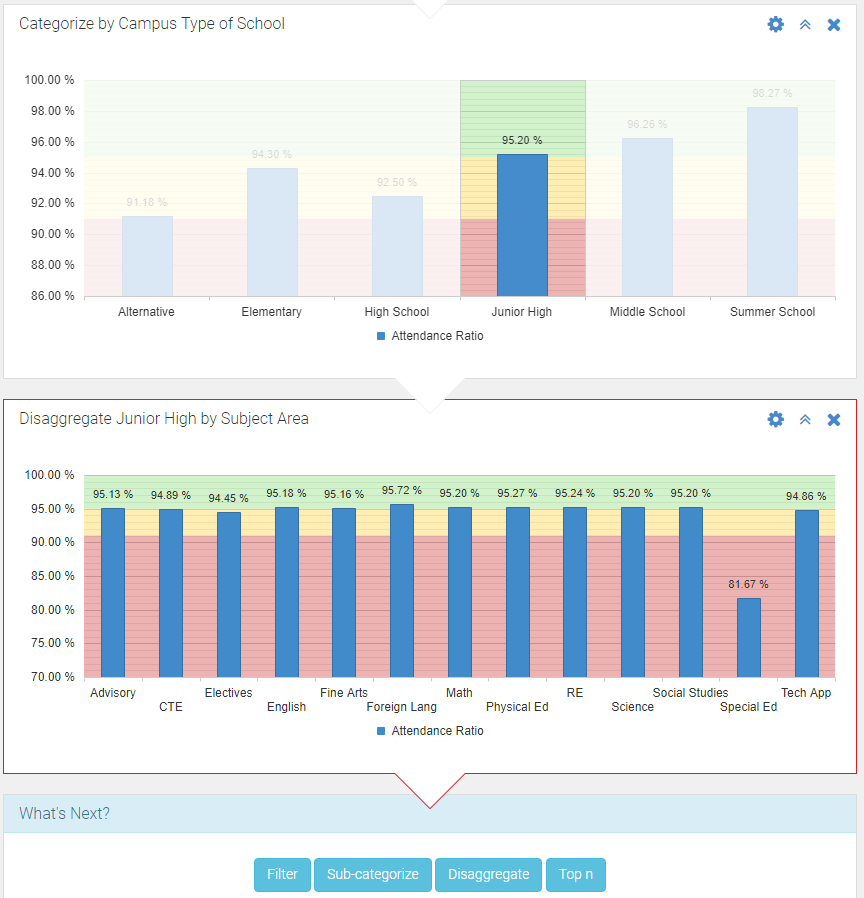 Categorize by Campus Type of School
100.00 %
98.00 %
96.00 %
94.00 %
92.00 %
90.00 %
88.00 %
86.00 %
91.18 %
94.30 %
92.50 %
95.20 %
96.26 %
98.27 %
Alternative
Elementary
High School
Junior High
Middle School
Summer School
Attendance Ratio
Disaggregate Junior High by Subject Area
100.00 %
95.00 %
90.00 %
85.00 %
80.00 %
75.00 %
70.00 %
95.13 %
94.89 %
94.45 %
95.18 %
95.16 %
95.72 %
95.20 %
95.27 %
95.24 %
95.20 %
95.20 %
81.67 %
94.86 %
Advisory
CTE
Electives
English
Fine Arts
Foreign Lang
Math
Physical Ed
RE
Science
Social Studies
Special Ed
Tech App
Attendance Ratio
What's Next?
Filter
Sub-categorize
Disaggregate
Top n